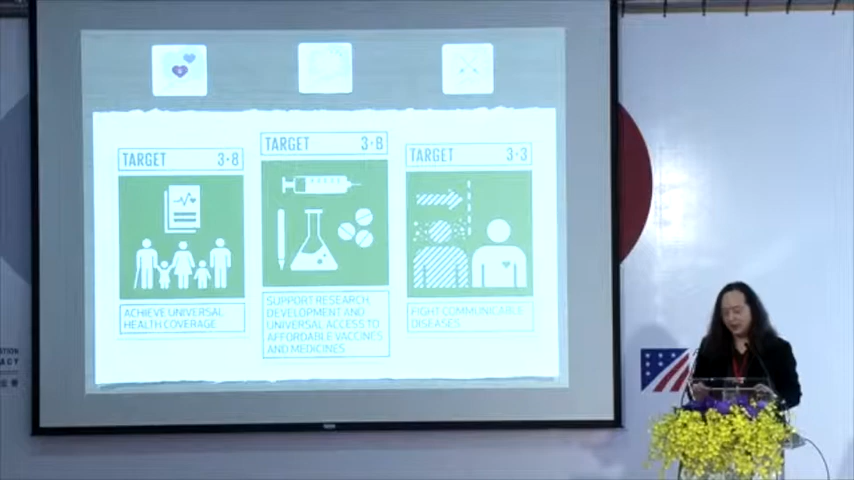 TARGET 3·8
ACHIEVE UNIVERSAL
HEALTH COVERAGE
TARGET 3·B
SUPPORT RESEARCH,
DEVELOPMENT AND
UNIVERSAL ACCESS TO
AFFORDABLE VACCINES
AND MEDICINES
TARGET 3·3
FIGHT COMMUNICABLE
DISEASES